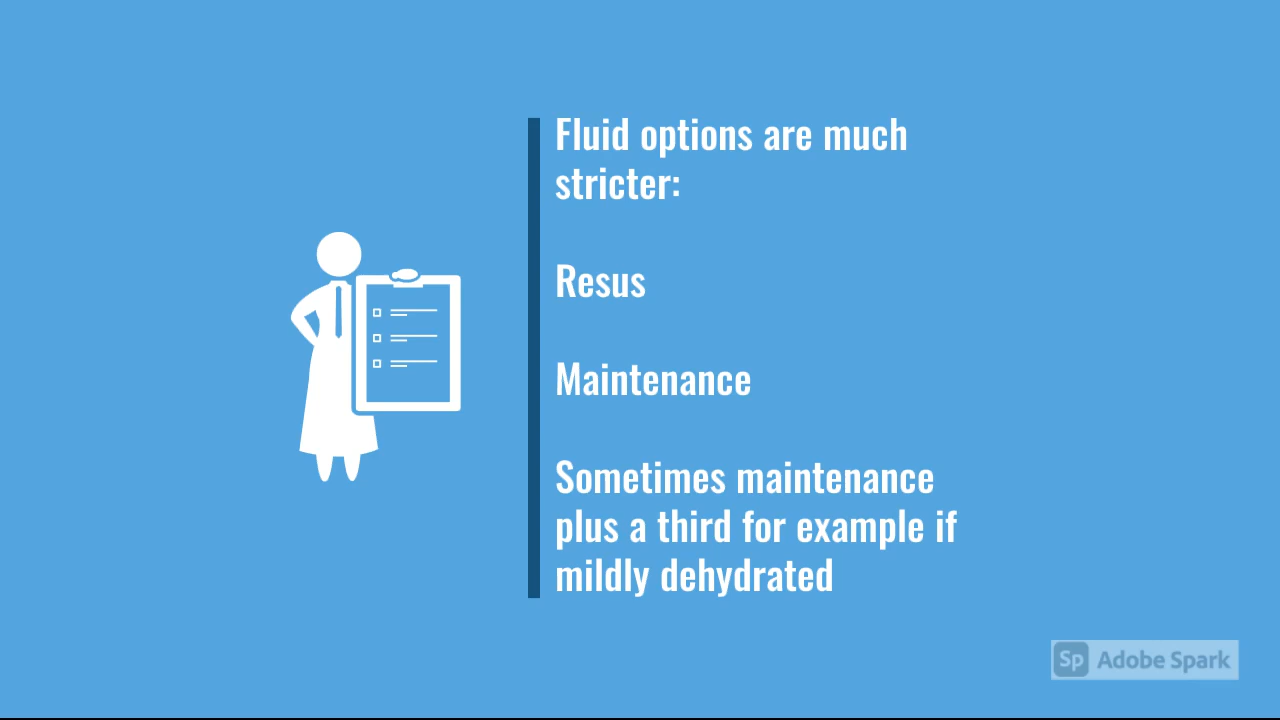 Fluid options are much
stricter:
Resus
Maintenance
Sometimes maintenance
plus a third for example if
mildly dehydrated
Sp Adobe Spark